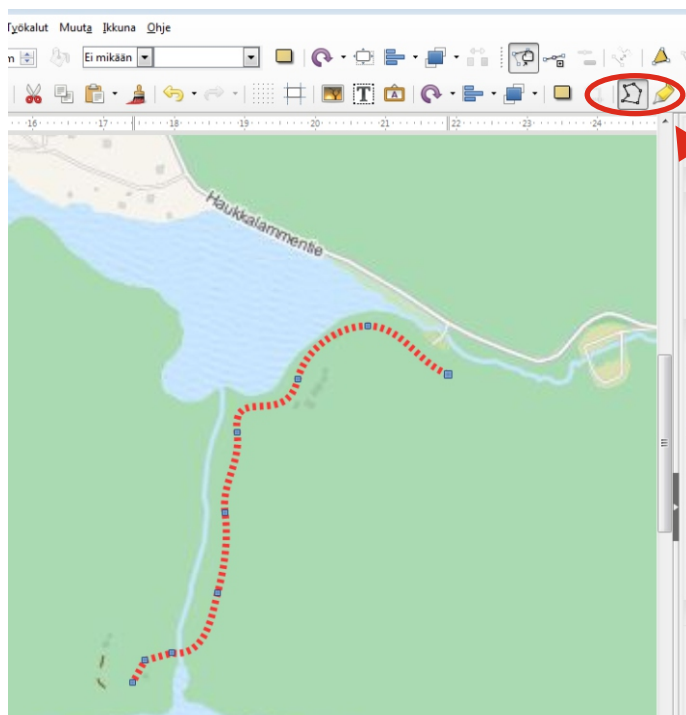 Työkalut Muuta Ikkuna Ohje
m Ei mikään
T A
16 17 18 19 20 21 22 23 24
Haukkalammentie